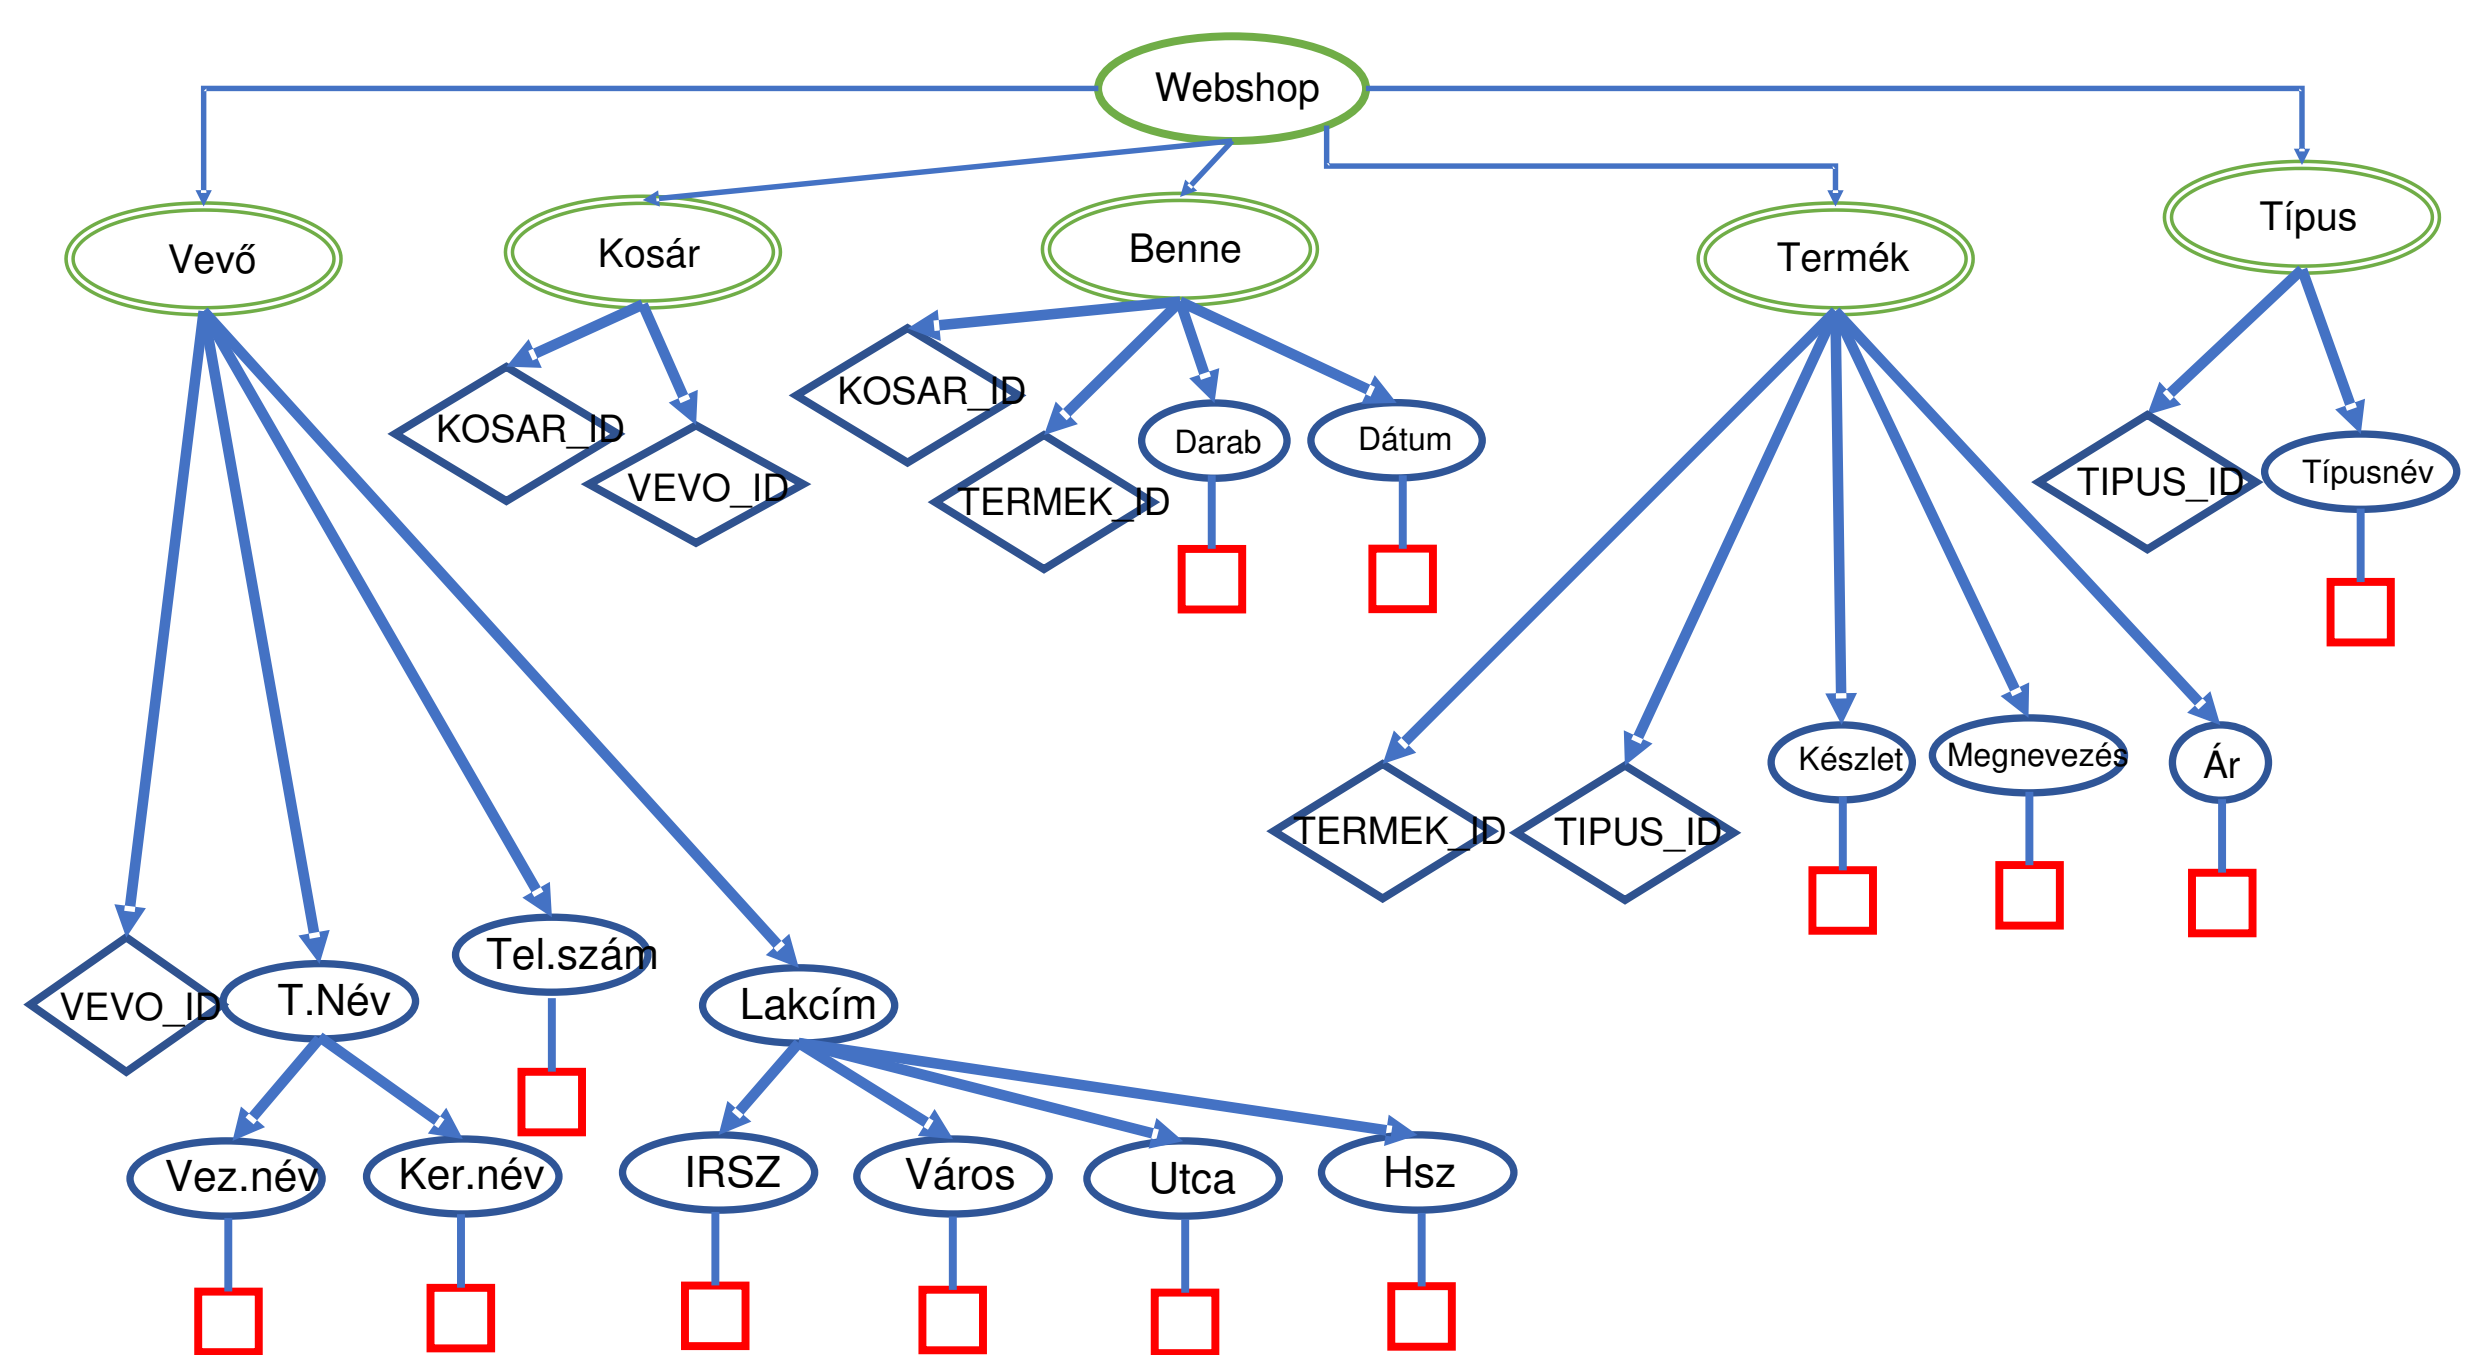 Webshop
Vevő
Kosár
Benne
Termék
Típus
KOSAR_ID
VEVO_ID
KOSAR_ID
TERMEK_ID
Darab
Dátum
TIPUS_ID
Típusnév
TERMEK_ID
TIPUS_ID
Készlet
Megnevezés
Ár
VEVO_ID
T.Név
Tel.szám
Lakcím
Vez.név
Ker.név
IRSZ
Város
Utca
Hsz